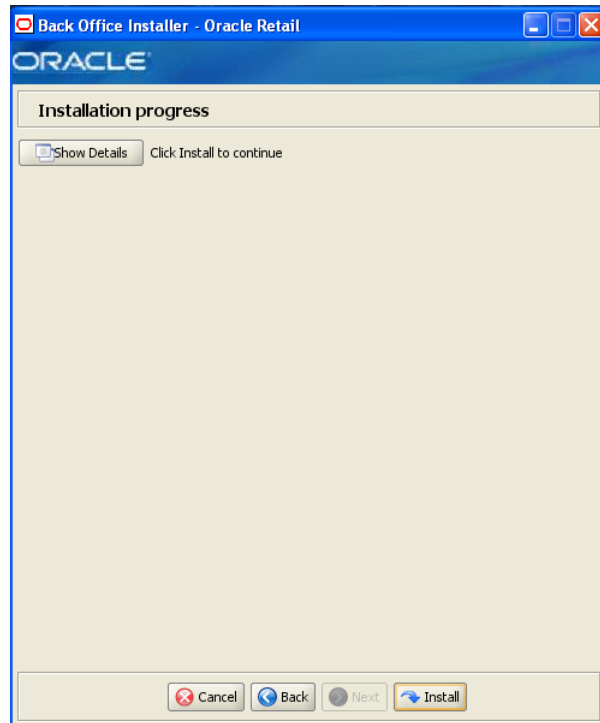 Back Office Installer - Oracle Retail
ORACLE
Installation progress
Show Details Click Install to continue
Cancel Back Next Install